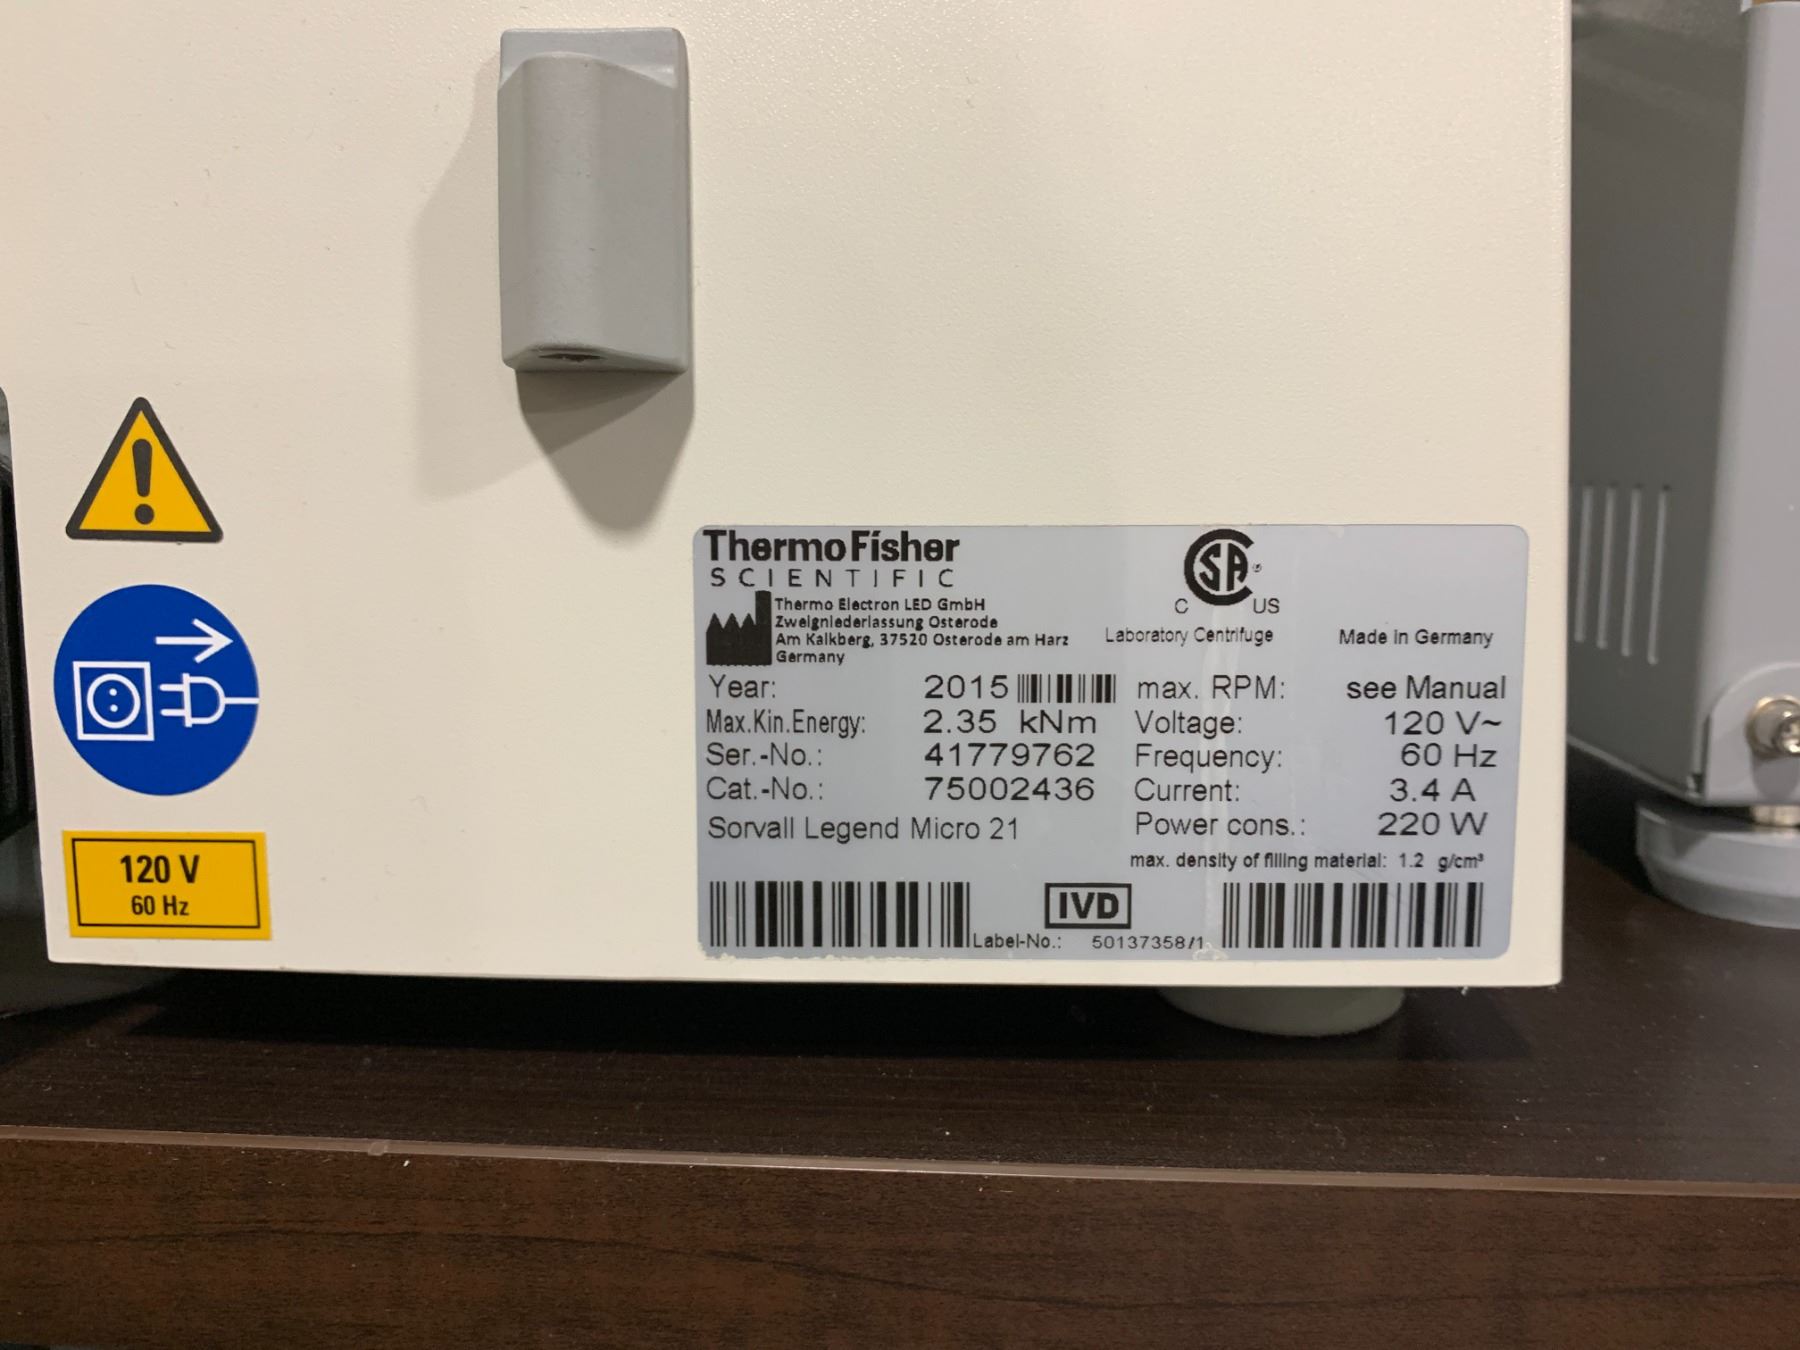 120 V
60 Hz
ThermoFisher
SCIENTIFIC
Thermo Electron LED GmbH
Zweigniederlassung Osterode
Am Kalkberg, 37520 Osterode am Harz
Germany
CSA ®
C US
Laboratory Centrifuge
Made in Germany
Year: 2015
max. RPM: see Manual
Max.Kin.Energy: 2.35 kNm
Voltage: 120 V~
Ser.-No.: 41779762
Frequency: 60 Hz
Cat.-No.: 75002436
Current: 3.4 A
Sorvall Legend Micro 21
Power cons.: 220 W
max. density of filling material: 1.2 g/cm³
IVD
Label-No.: 50137358/1